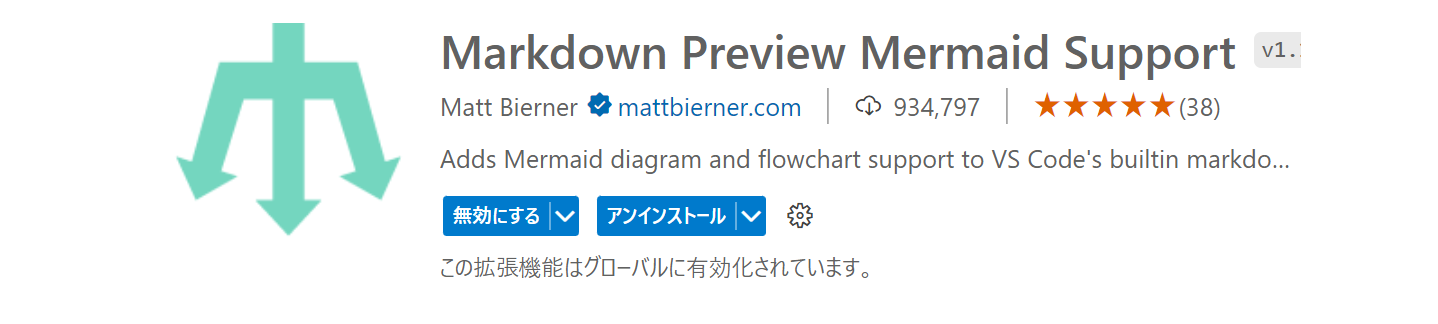 Markdown Preview Mermaid Support v1.
Matt Bierner mattbierner.com 934,797 ★★★★★(38)
Adds Mermaid diagram and flowchart support to VS Code's builtin markdo...
無効にする アンインストール
この拡張機能はグローバルに有効化されています。